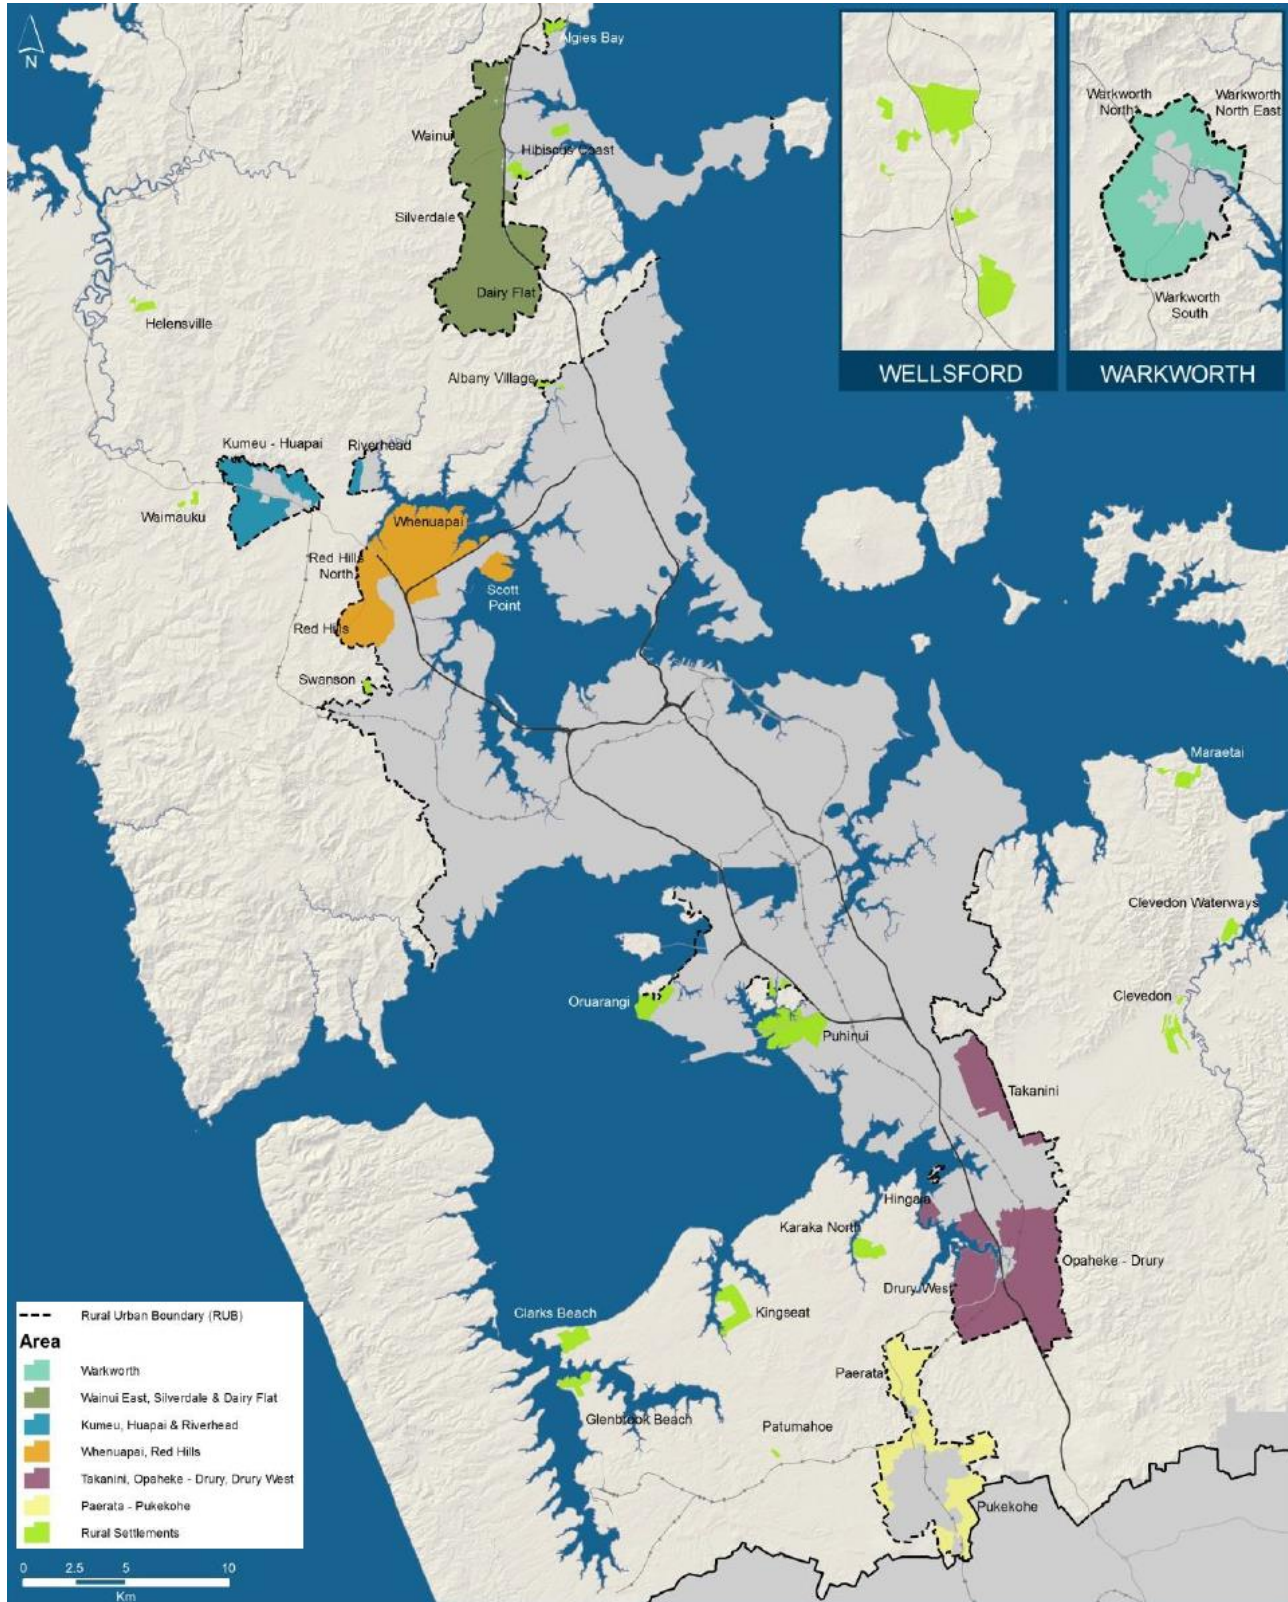 N
Algies Bay
Wainui
Hibiscus Coast
Silverdale
Dairy Flat
Helensville
Albany Village
Kumeu - Huapai
Riverhead
Waimauku
Whenuapai
Red Hills
North
Scott
Point
Red Hills
Swanson
Warkworth
North
Warkworth
North East
Warkworth
South
WELLSFORD
WARKWORTH
Maraetai
Clevedon Waterways
Clevedon
Oruarangi
Puhinui
Takanini
Hingaia
Karaka North
Opaheke - Drury
Drury West
Kingseat
Clarks Beach
Paerata
Glenbrook Beach
Patumahoe
Pukekohe
Rural Urban Boundary (RUB)
Area
Warkworth
Wainui East, Silverdale & Dairy Flat
Kumeu, Huapai & Riverhead
Whenuapai, Red Hills
Takanini, Opaheke - Drury, Drury West
Paerata - Pukekohe
Rural Settlements
0 2.5 5 10
Km